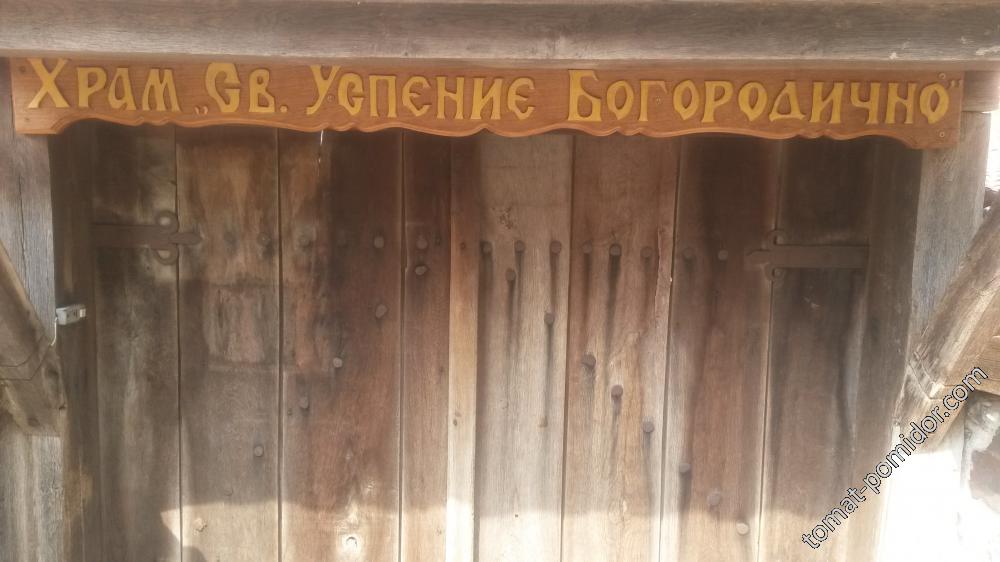 Храм „Св. Успение Богородично”
tomat-pomidor.com